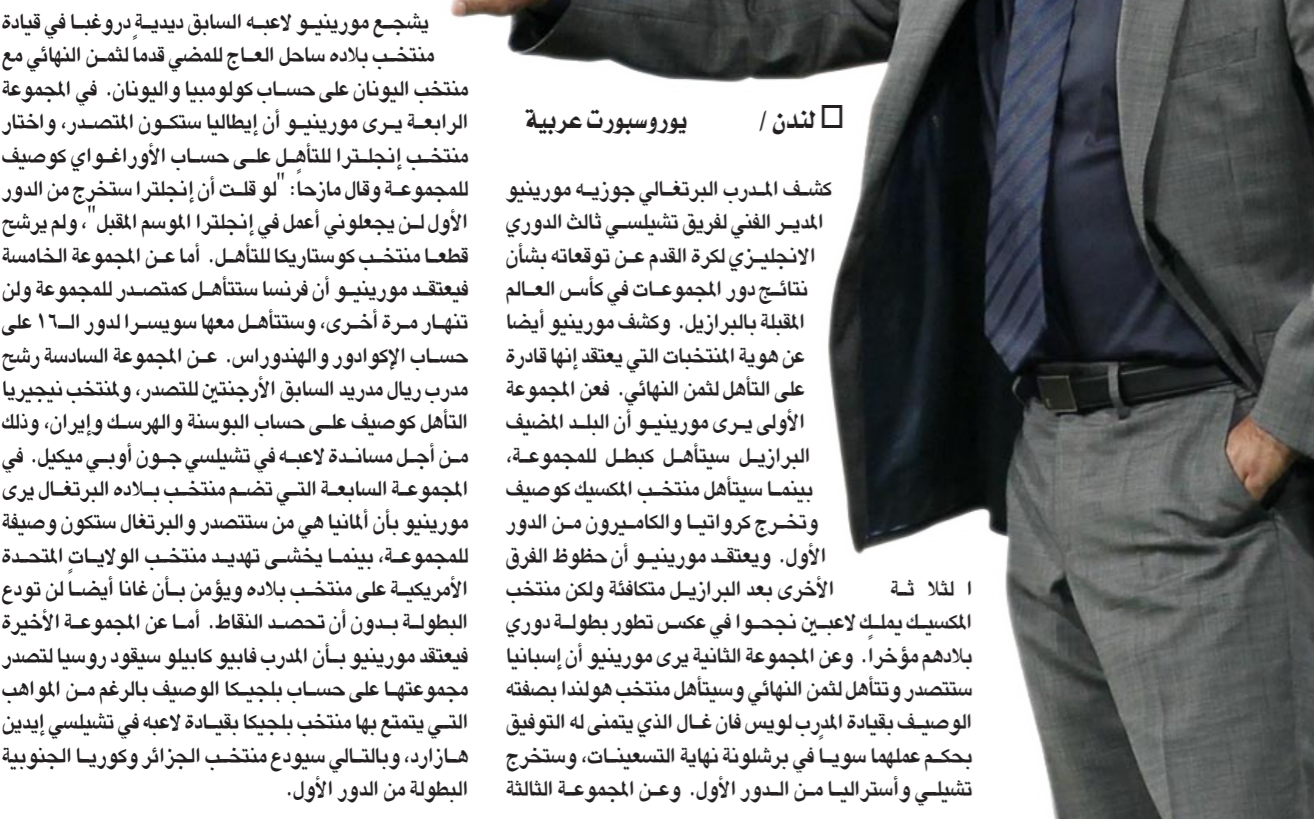 □ لندن / يوروسبورت عربية
كشف المدرب البرتغالي جوزيه مورينيو
المدير الفني لفريق تشيلسي ثالث الدوري
الانجليزي لكرة القدم عن توقعاته بشأن
نتائج دور المجموعات في كأس العالم
المقبلة بالبرازيل. وكشف مورينيو أيضا
عن هوية المنتخبات التي يعتقد إنها قادرة
على التأهل لثمن النهائي. فعن المجموعة
الأولى يرى مورينيو أن البلد المضيف
البرازيل سيتأهل كبطل للمجموعة،
بينما سيتأهل منتخب المكسيك كوصيف
وتخرج كرواتيا والكاميرون من الدور
الأول. ويعتقد مورينيو أن حظوظ الفرق
الثلاثة الأخرى بعد البرازيل متكافئة ولكن منتخب
المكسيك يملك لاعبين نجحوا في عكس تطور بطولة دوري
بلادهم مؤخراً. وعن المجموعة الثانية يرى مورينيو أن إسبانيا
ستتصدر وتتأهل لثمن النهائي وسيتأهل منتخب هولندا بصفته
الوصيف بقيادة المدرب لويس فان غال الذي يتمنى له التوفيق
بحكم عملهما سوياً في برشلونة نهاية التسعينات، وستخرج
تشيلي وأستراليا من الدور الأول. وعن المجموعة الثالثة
يشجع مورينيو لاعبه السابق ديدية دروغبا في قيادة
منتخب بلاده ساحل العاج للمضي قدماً لثمن النهائي مع
منتخب اليونان على حساب كولومبيا واليونان. في المجموعة
الرابعة يرى مورينيو أن إيطاليا ستكون المتصدر، واختار
منتخب إنجلترا للتأهل على حساب الأوراغواي كوصيف
للمجموعة وقال مازحاً: "لو قلت أن إنجلترا ستخرج من الدور
الأول لن يجعلوني أعمل في إنجلترا الموسم المقبل"، ولم يرشح
قطعا منتخب كوستاريكا للتأهل. أما عن المجموعة الخامسة
فيعتقد مورينيو أن فرنسا ستتأهل كمتصدر للمجموعة ولن
تنهار مرة أخرى، وستتأهل معها سويسرا لدور الـ١٦ على
حساب الإكوادور والهندوراس. عن المجموعة السادسة رشح
مدرب ريال مدريد السابق الأرجنتين للتصدر، ولمنتخب نيجيريا
التأهل كوصيف على حساب البوسنة والهرسك وإيران، وذلك
من أجل مساندة لاعبه في تشيلسي جون أوبي ميكيل. في
المجموعة السابعة التي تضم منتخب بلاده البرتغال يرى
مورينيو بأن ألمانيا هي من ستتصدر والبرتغال ستكون وصيفة
للمجموعة، بينما يخشى تهديد منتخب الولايات المتحدة
الأمريكية على منتخب بلاده ويؤمن بأن غانا أيضاً لن تودع
البطولة بدون أن تحصد النقاط. أما عن المجموعة الأخيرة
فيعتقد مورينيو بأن المدرب فابيو كابيلو سيقود روسيا لتصدر
مجموعتها على حساب بلجيكا الوصيف بالرغم من المواهب
التي يتمتع بها منتخب بلجيكا بقيادة لاعبه في تشيلسي إيدين
هازارد، وبالتالي سيودع منتخب الجزائر وكوريا الجنوبية
البطولة من الدور الأول.